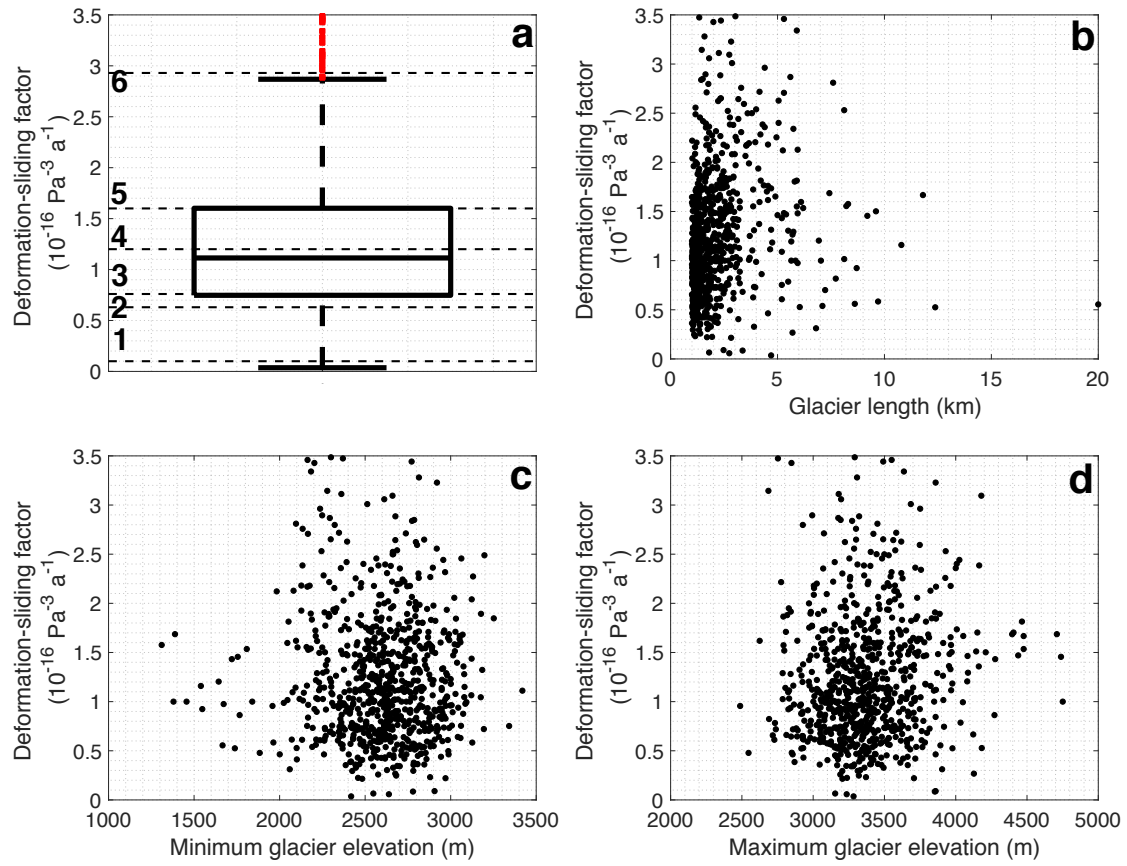 a
3.5
3
2.5
2
1.5
1
0.5
0
6
5
4
3
2
1
Deformation-sliding factor
(10-16 Pa-3 a-1)
b
3.5
3
2.5
2
1.5
1
0.5
0
0 5 10 15 20
Deformation-sliding factor
(10-16 Pa-3 a-1)
Glacier length (km)
c
3.5
3
2.5
2
1.5
1
0.5
0
1000 1500 2000 2500 3000 3500
Deformation-sliding factor
(10-16 Pa-3 a-1)
Minimum glacier elevation (m)
d
3.5
3
2.5
2
1.5
1
0.5
0
2000 2500 3000 3500 4000 4500 5000
Deformation-sliding factor
(10-16 Pa-3 a-1)
Maximum glacier elevation (m)